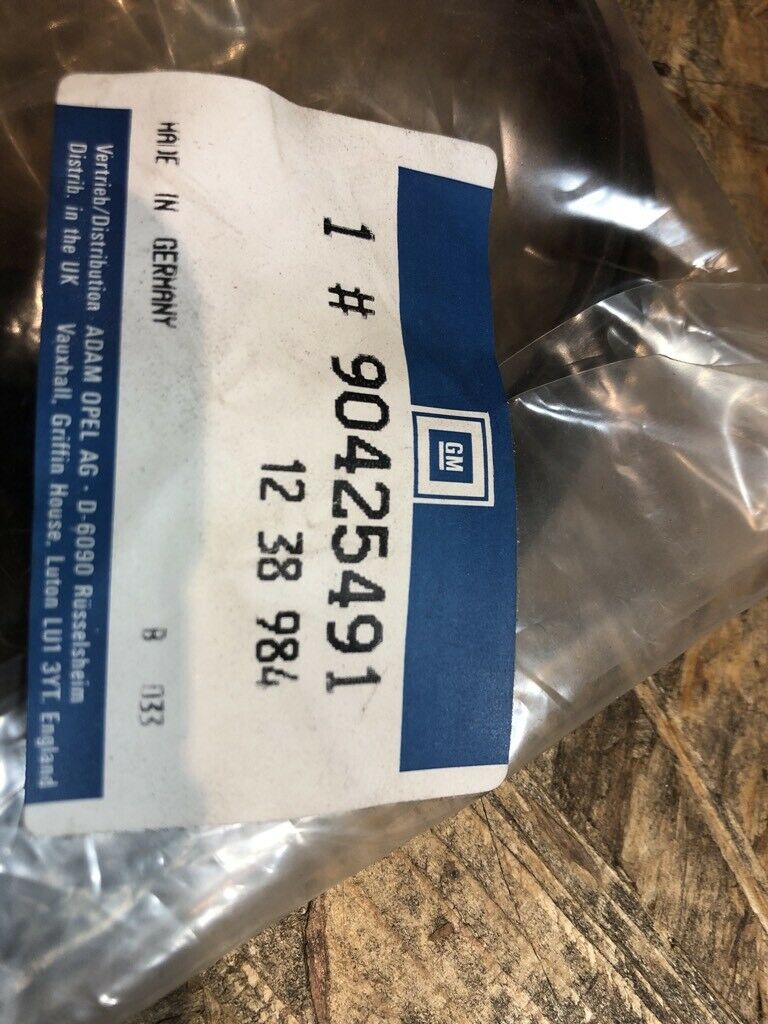 GM
1 # 90425491
12 38 984
MADE IN GERMANY
B 033
Vertrieb/Distribution ADAM OPEL AG · D-6090 Rüsselsheim
Distrib. in the UK Vauxhall, Griffin House, Luton LU1 3YT, England